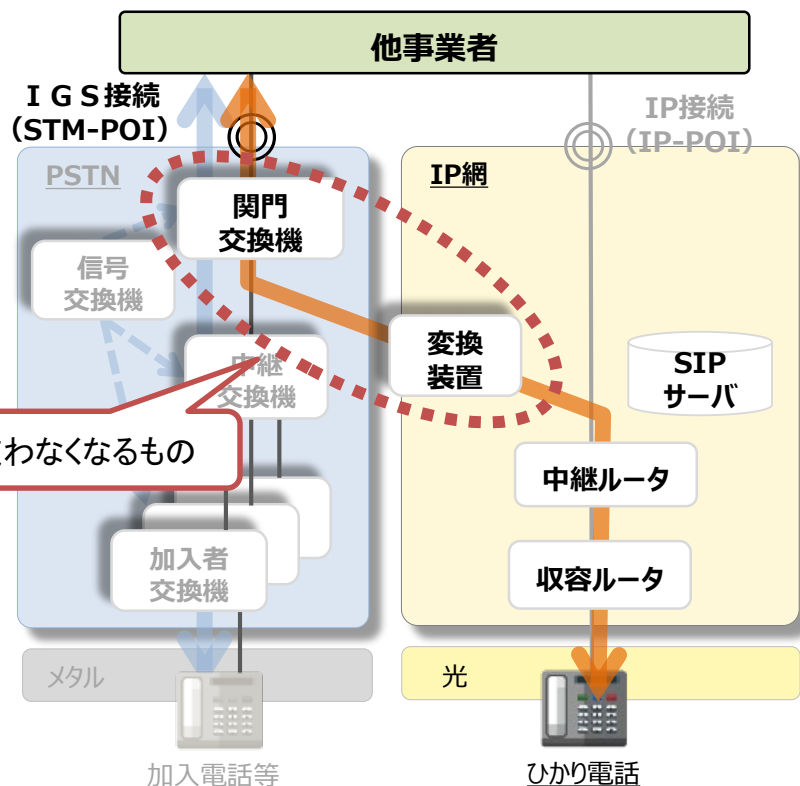 他事業者
ＩＧＳ接続
（STM-POI）
IP接続
（IP-POI）
PSTN
IP網
関門
交換機
信号
交換機
変換
装置
中継
交換機
SIP
サーバ
わなくなるもの
中継ルータ
加入者
交換機
収容ルータ
メタル
光
加入電話等
ひかり電話